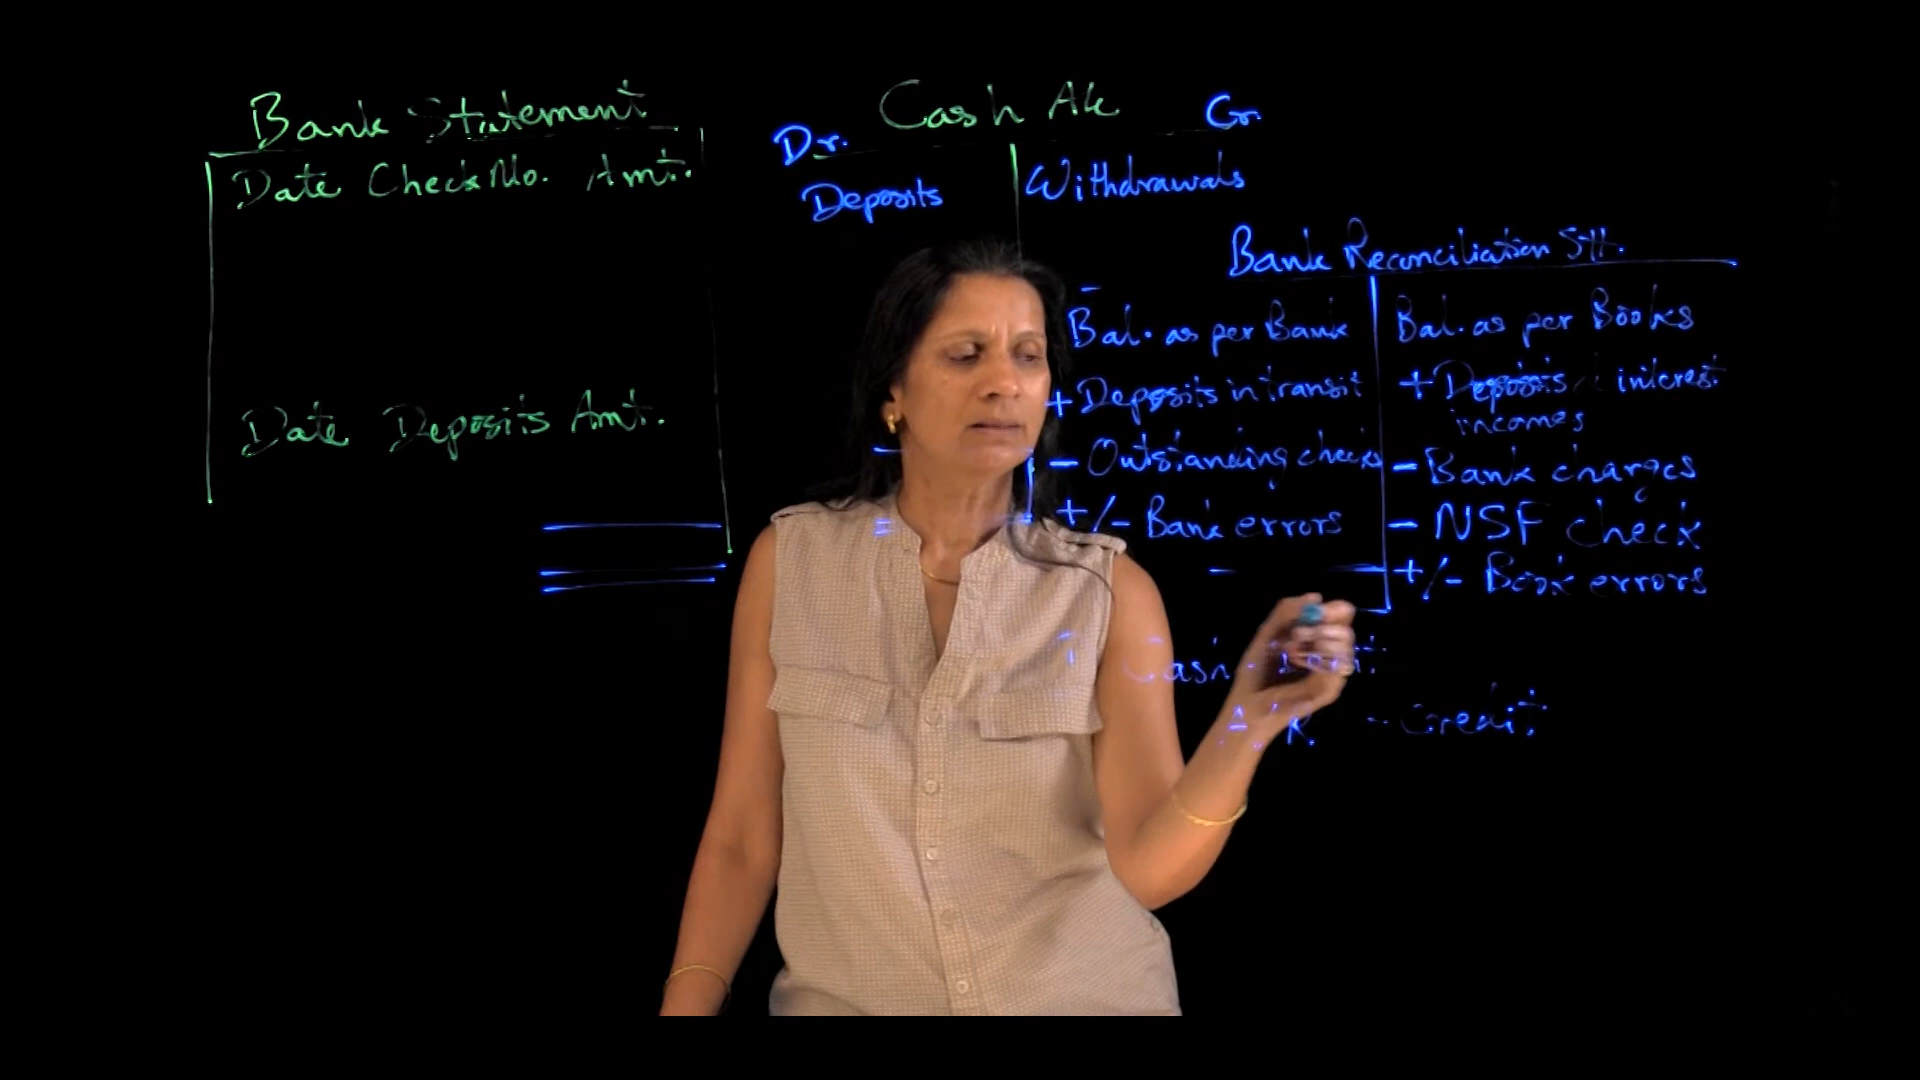 Bank Statement
Date Check No. Amt.
Date Deposits Amt.
Cash A/c
Dr. Cr.
Deposits Withdrawals
Bank Reconciliation Stt.
Bal. as per Bank
+ Deposits in transit
- Outstanding checks
+/- Bank errors
Bal. as per Books
+ Deposits / interest
incomes
- Bank charges
- NSF check
+/- Book errors
Cash - Debit
A/R - Credit